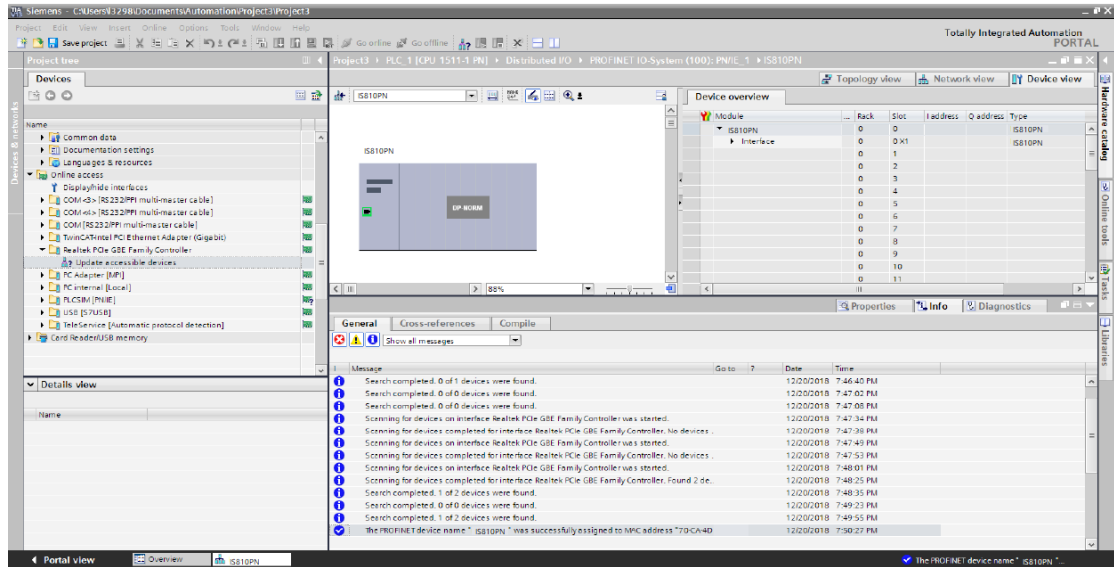 Siemens - C:\Users\3298\Documents\Automation\Project3\Project3
Project Edit View Insert Online Options Tools Window Help
Totally Integrated Automation
PORTAL
Save project
Go online
Go offline
Project tree
Project3 › PLC_1 [CPU 1511-1 PN] › Distributed I/O › PROFINET IO-System (100): PN/IE_1 › IS810PN
Devices
Topology view
Network view
Device view
Name
Common data
Documentation settings
Languages & resources
Online access
Display/hide interfaces
COM <3> [RS232/PPI multi-master cable]
COM <4> [RS232/PPI multi-master cable]
COM [RS232/PPI multi-master cable]
TwinCAT-Intel PCI Ethernet Adapter (Gigabit)
Realtek PCIe GBE Family Controller
Update accessible devices
PC Adapter [MPI]
PC internal [Local]
PLCSIM [PN/IE]
USB [S7USB]
TeleService [Automatic protocol detection]
Card Reader/USB memory
Details view
Name
Devices & networks
IS810PN
IS810PN
DP-NORM
88%
Device overview
Module ... Rack Slot I address Q address Type
IS810PN 0 0 IS810PN
Interface 0 0 X1 IS810PN
0 1
0 2
0 3
0 4
0 5
0 6
0 7
0 8
0 9
0 10
0 11
Hardware catalog
Online tools
Tasks
Libraries
Properties
Info
Diagnostics
General
Cross-references
Compile
Show all messages
! Message Go to ? Date Time
Search completed. 0 of 1 devices were found. 12/20/2018 7:46:40 PM
Search completed. 0 of 0 devices were found. 12/20/2018 7:47:02 PM
Search completed. 0 of 0 devices were found. 12/20/2018 7:47:08 PM
Scanning for devices on interface Realtek PCIe GBE Family Controller was started. 12/20/2018 7:47:34 PM
Scanning for devices completed for interface Realtek PCIe GBE Family Controller. No devices . 12/20/2018 7:47:38 PM
Scanning for devices on interface Realtek PCIe GBE Family Controller was started. 12/20/2018 7:47:49 PM
Scanning for devices completed for interface Realtek PCIe GBE Family Controller. No devices . 12/20/2018 7:47:53 PM
Scanning for devices on interface Realtek PCIe GBE Family Controller was started. 12/20/2018 7:48:01 PM
Scanning for devices completed for interface Realtek PCIe GBE Family Controller. Found 2 de.. 12/20/2018 7:48:25 PM
Search completed. 1 of 2 devices were found. 12/20/2018 7:48:35 PM
Search completed. 0 of 0 devices were found. 12/20/2018 7:49:23 PM
Search completed. 1 of 2 devices were found. 12/20/2018 7:49:55 PM
The PROFINET device name " IS810PN " was successfully assigned to MAC address "70-CA-4D 12/20/2018 7:50:27 PM
Portal view
Overview
IS810PN
The PROFINET device name " IS810PN "...